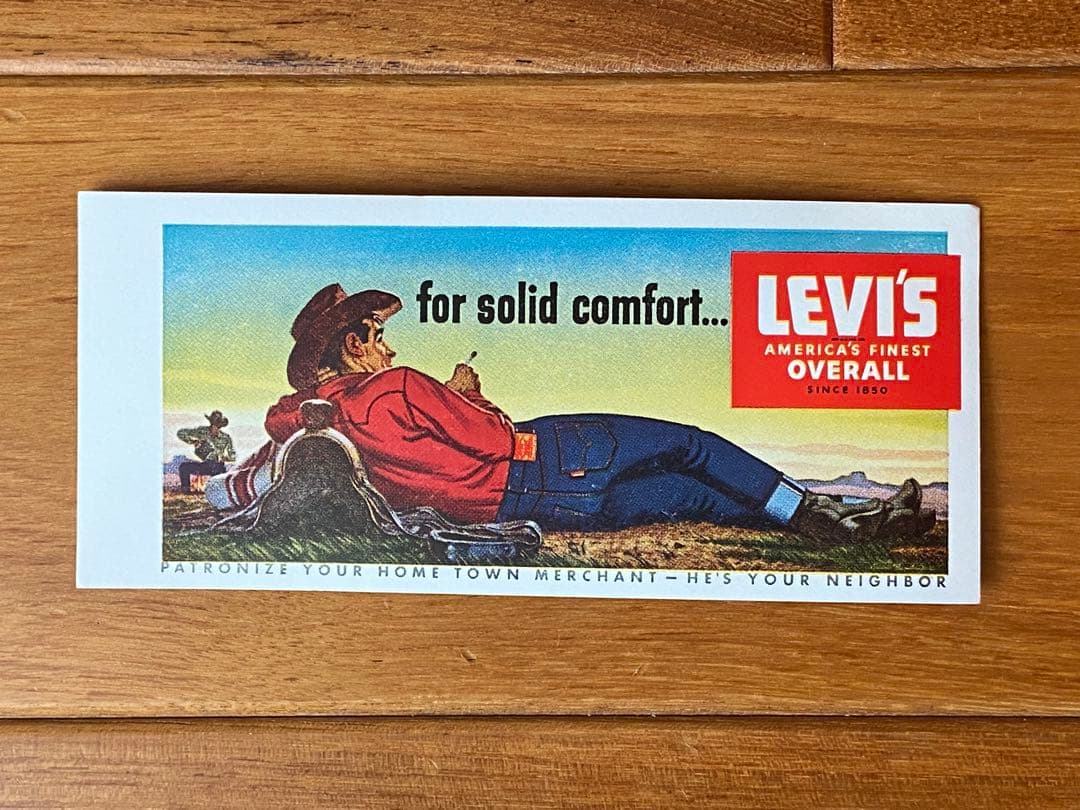 for solid comfort...
LEVI'S
AMERICA'S FINEST
OVERALL
SINCE 1850
PATRONIZE YOUR HOME TOWN MERCHANT — HE'S YOUR NEIGHBOR